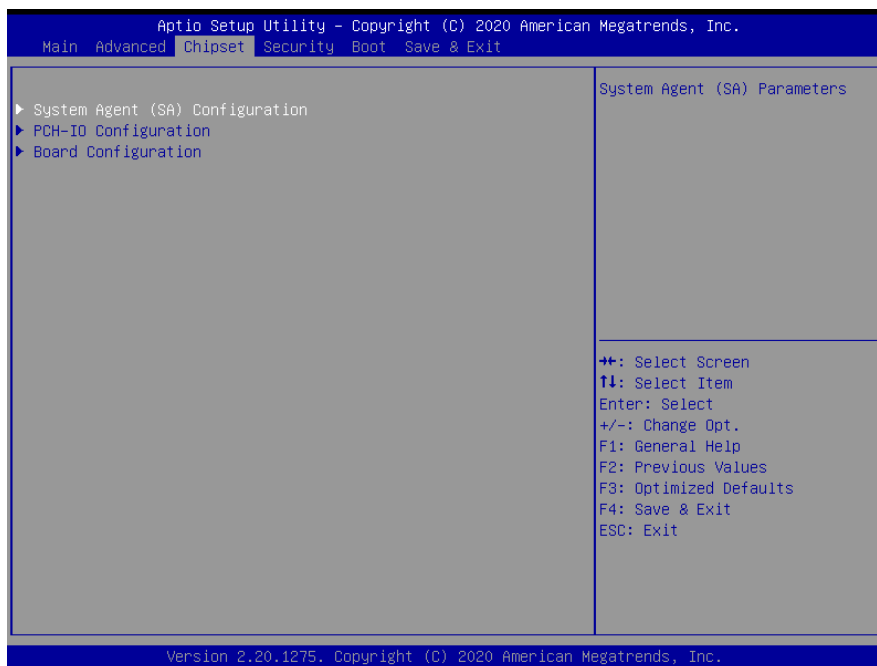 Aptio Setup Utility – Copyright (C) 2020 American Megatrends, Inc.
Main Advanced Chipset Security Boot Save & Exit
System Agent (SA) Configuration
PCH-IO Configuration
Board Configuration
System Agent (SA) Parameters
→←: Select Screen
↑↓: Select Item
Enter: Select
+/-: Change Opt.
F1: General Help
F2: Previous Values
F3: Optimized Defaults
F4: Save & Exit
ESC: Exit
Version 2.20.1275. Copyright (C) 2020 American Megatrends, Inc.